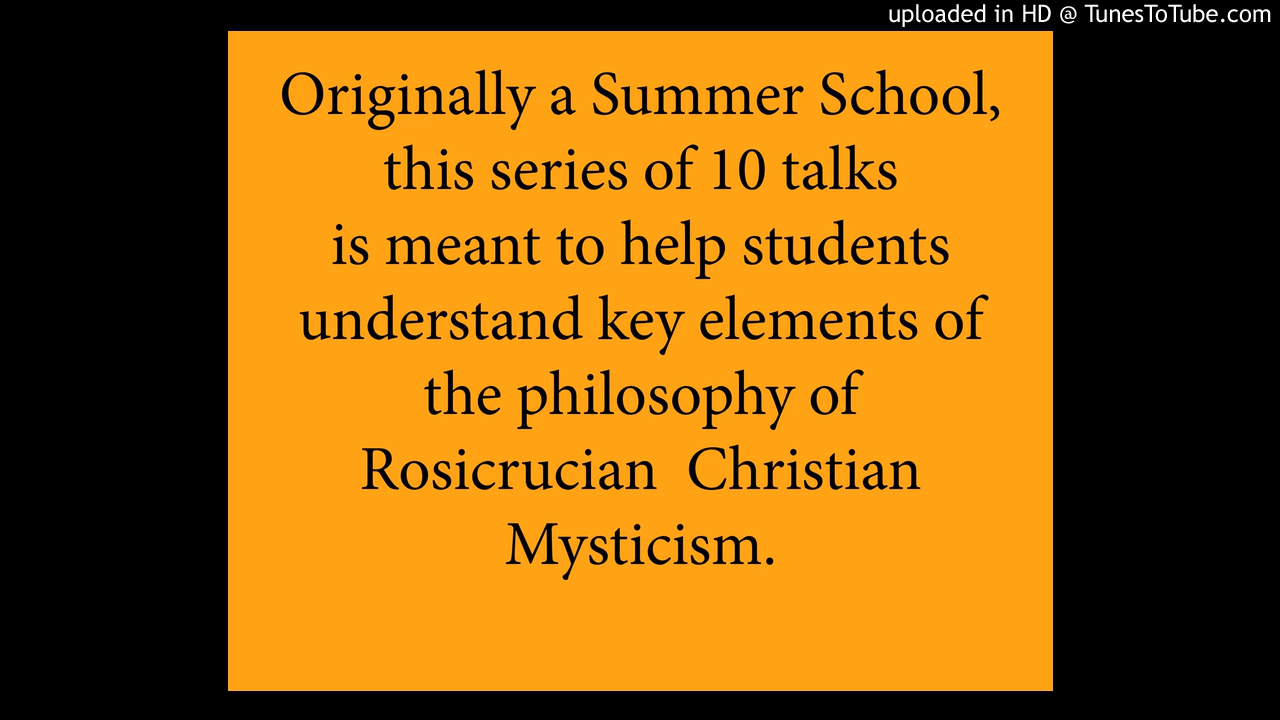 uploaded in HD @ TunesToTube.com
Originally a Summer School,
this series of 10 talks
is meant to help students
understand key elements of
the philosophy of
Rosicrucian  Christian
Mysticism.